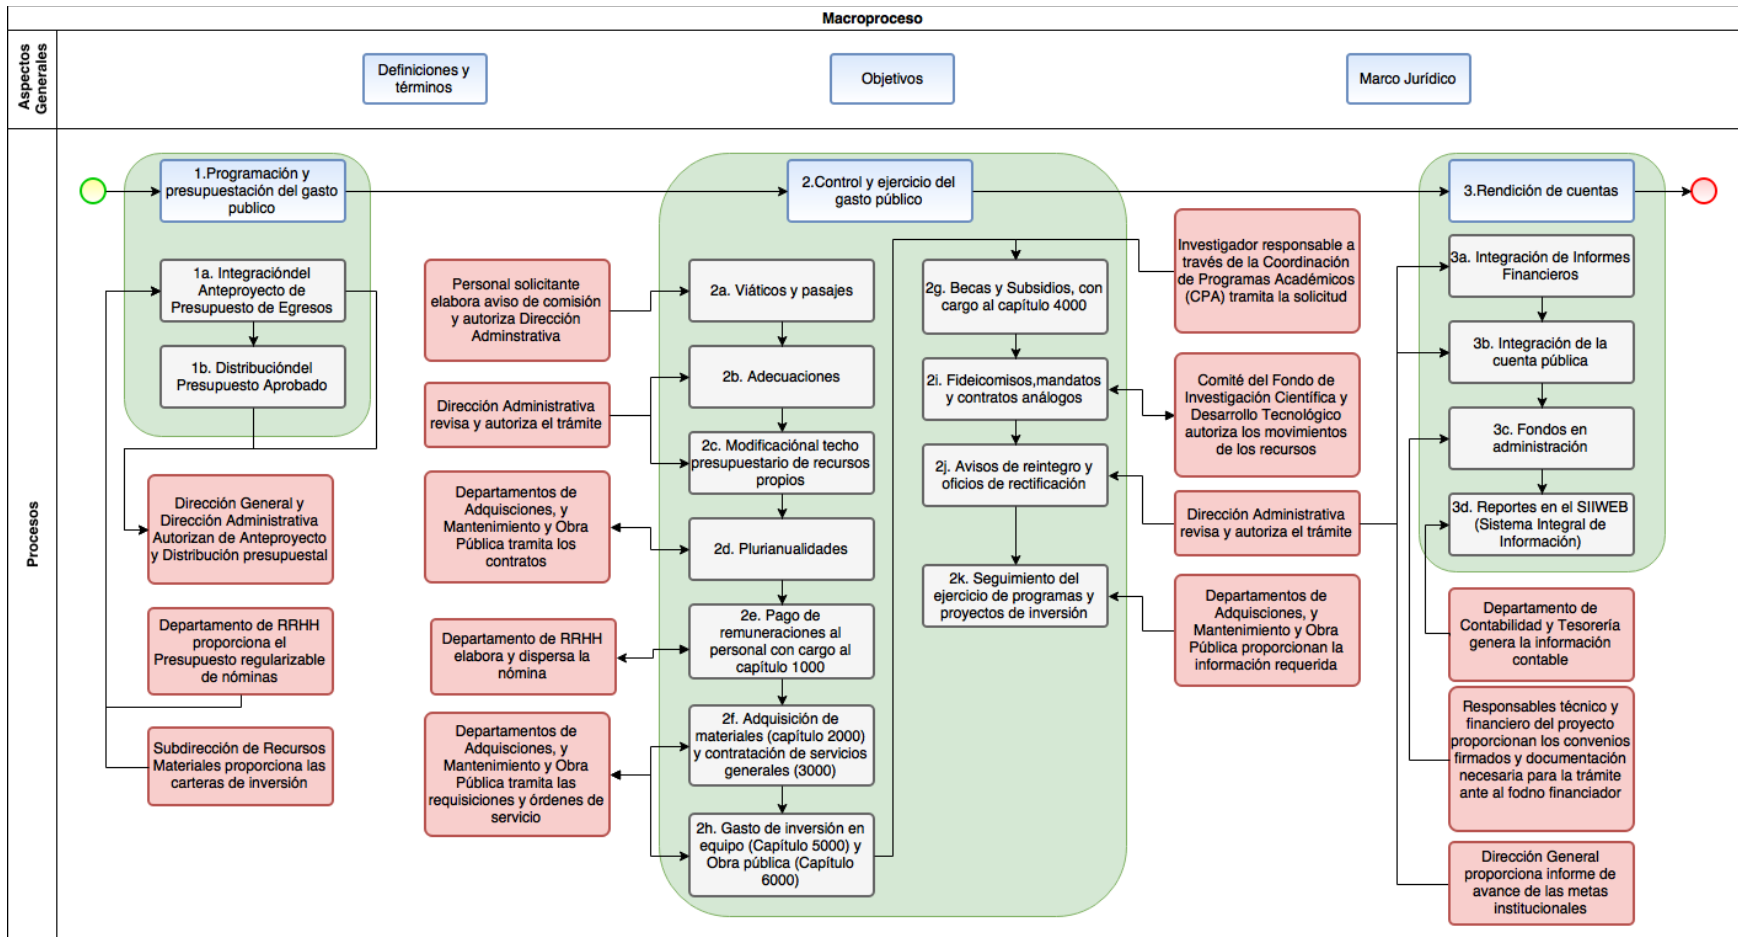 Macroproceso
Aspectos
Generales
Definiciones y
términos
Objetivos
Marco Jurídico
Procesos
1.Programación y
presupuestación del gasto
publico
1a. Integracióndel
Anteproyecto de
Presupuesto de Egresos
1b. Distribucióndel
Presupuesto Aprobado
Dirección General y
Dirección Administrativa
Autorizan de Anteproyecto
y Distribución presupuestal
Departamento de RRHH
proporciona el
Presupuesto regularizable
de nóminas
Subdirección de Recursos
Materiales proporciona las
carteras de inversión
Personal solicitante
elabora aviso de comisión
y autoriza Dirección
Adminstrativa
Dirección Administrativa
revisa y autoriza el trámite
Departamentos de
Adquisciones, y
Mantenimiento y Obra
Pública tramita los
contratos
Departamento de RRHH
elabora y dispersa la
nómina
Departamentos de
Adquisciones, y
Mantenimiento y Obra
Pública tramita las
requisiciones y órdenes de
servicio
2.Control y ejercicio del
gasto público
2a. Viáticos y pasajes
2b. Adecuaciones
2c. Modificaciónal techo
presupuestario de recursos
propios
2d. Plurianualidades
2e. Pago de
remuneraciones al
personal con cargo al
capítulo 1000
2f. Adquisición de
materiales (capítulo 2000)
y contratación de servicios
generales (3000)
2h. Gasto de inversión en
equipo (Capítulo 5000) y
Obra pública (Capítulo
6000)
2g. Becas y Subsidios, con
cargo al capítulo 4000
2i. Fideicomisos,mandatos
y contratos análogos
2j. Avisos de reintegro y
oficios de rectificación
2k. Seguimiento del
ejercicio de programas y
proyectos de inversión
Investigador responsable a
través de la Coordinación
de Programas Académicos
(CPA) tramita la solicitud
Comité del Fondo de
Investigación Científica y
Desarrollo Tecnológico
autoriza los movimientos
de los recursos
Dirección Administrativa
revisa y autoriza el trámite
Departamentos de
Adquisciones, y
Mantenimiento y Obra
Pública proporcionan la
información requerida
3.Rendición de cuentas
3a. Integración de Informes
Financieros
3b. Integración de la
cuenta pública
3c. Fondos en
administración
3d. Reportes en el SIIWEB
(Sistema Integral de
Información)
Departamento de
Contabilidad y Tesorería
genera la información
contable
Responsables técnico y
financiero del proyecto
proporcionan los convenios
firmados y documentación
necesaria para la trámite
ante al fodno financiador
Dirección General
proporciona informe de
avance de las metas
institucionales